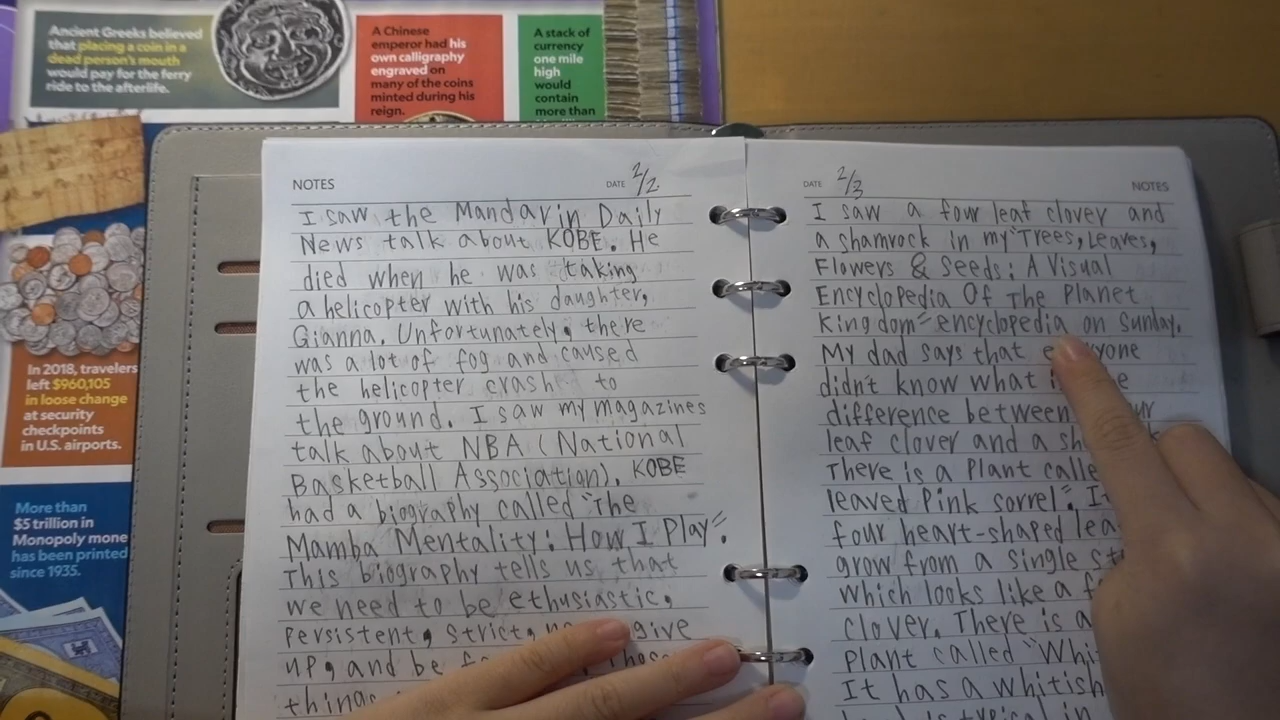 Ancient Greeks believed
that placing a coin in a
dead person's mouth
would pay for the ferry
ride to the afterlife.
A Chinese
emperor had his
own calligraphy
engraved on
many of the coins
minted during his
reign.
A stack of
currency
one mile
high
would
contain
more than
In 2018, travelers
left $960,105
in loose change
at security
checkpoints
in U.S. airports.
More than
$5 trillion in
Monopoly mone
has been printed
since 1935.
NOTES
DATE 2/2
I saw the Mandarin Daily
News talk about KOBE. He
died when he was taking
a helicopter with his daughter,
Gianna. Unfortunately, there
was a lot of fog and caused
the helicopter crash to
the ground. I saw my magazines
talk about NBA (National
Basketball Association). KOBE
had a biography called "The
Mamba Mentality: How I Play".
This biography tells us that
we need to be ethusiastic,
persistent, strict, give
up, and be
things
DATE 2/3
NOTES
I saw a four leaf clover and
a shamrock in my "Trees, Leaves,
Flowers & Seeds: A Visual
Encyclopedia Of The Planet
Kingdom" encyclopedia on Sunday.
My dad says that
didn't know what
difference between
leaf clover and a
There is a plant
leaved Pink sorrel".
four heart-shaped
grow from a single
which looks like a
clover. There is a
plant called
It has a whitish